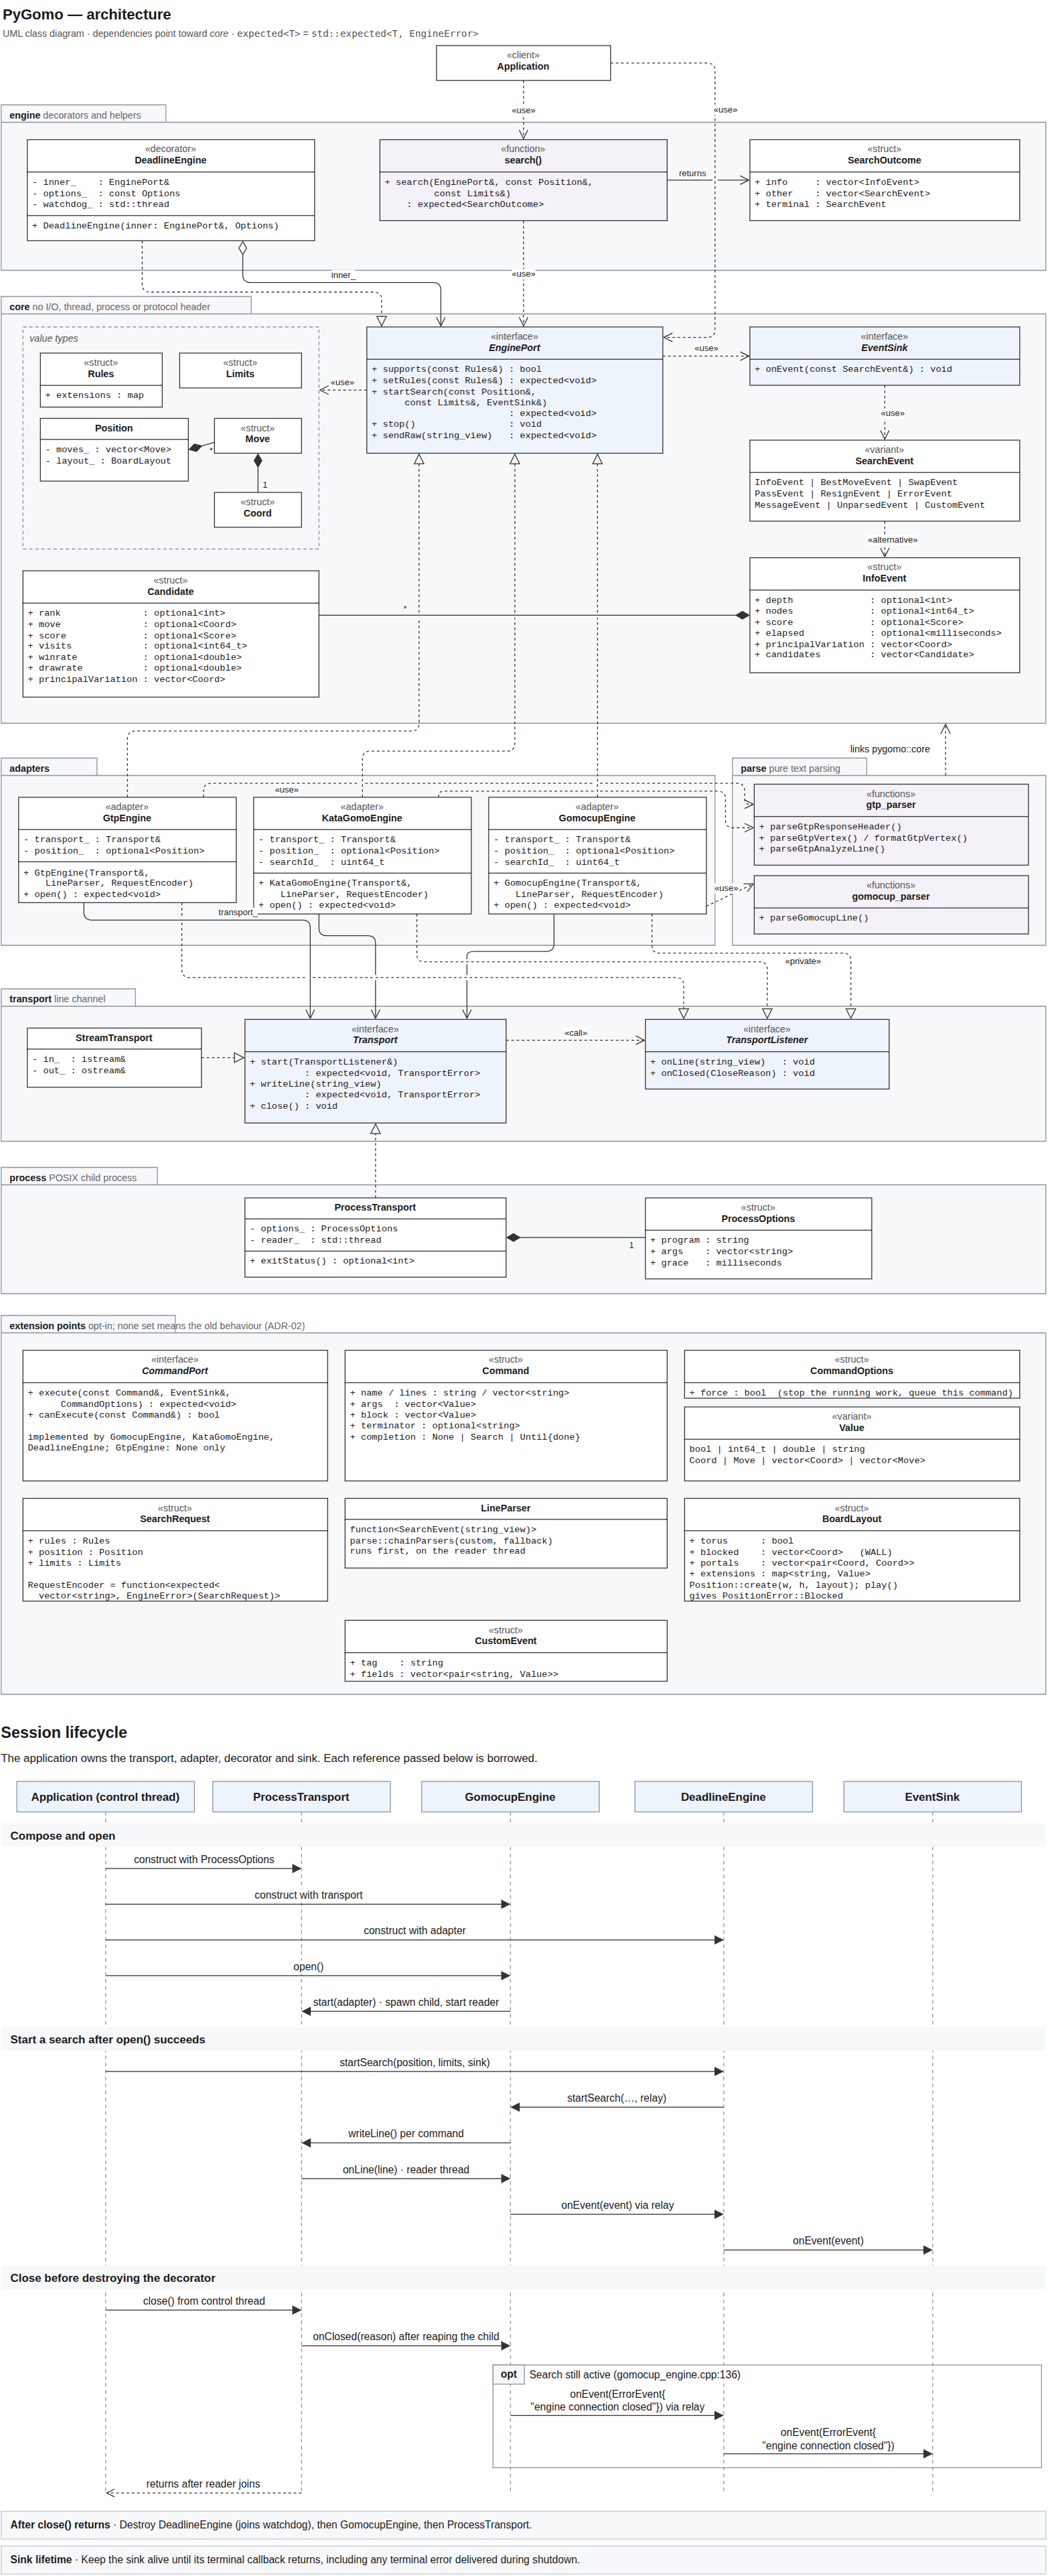 PyGomo — architecture
UML class diagram · dependencies point toward core · expected<T> = std::expected<T, EngineError>
«client»
Application
«use»
«use»
engine decorators and helpers
«decorator»
DeadlineEngine
- inner_    : EnginePort&
- options_  : const Options
- watchdog_ : std::thread
+ DeadlineEngine(inner: EnginePort&, Options)
«function»
search()
+ search(EnginePort&, const Position&,
const Limits&)
: expected<SearchOutcome>
returns
«struct»
SearchOutcome
+ info     : vector<InfoEvent>
+ other    : vector<SearchEvent>
+ terminal : SearchEvent
inner_
«use»
core no I/O, thread, process or protocol header
value types
«struct»
Rules
+ extensions : map
«struct»
Limits
Position
- moves_ : vector<Move>
- layout_ : BoardLayout
«struct»
Move
*
1
«struct»
Coord
«use»
«interface»
EnginePort
+ supports(const Rules&) : bool
+ setRules(const Rules&) : expected<void>
+ startSearch(const Position&,
const Limits&, EventSink&)
: expected<void>
+ stop()                 : void
+ sendRaw(string_view)   : expected<void>
«use»
«interface»
EventSink
+ onEvent(const SearchEvent&) : void
«use»
«variant»
SearchEvent
InfoEvent | BestMoveEvent | SwapEvent
PassEvent | ResignEvent | ErrorEvent
MessageEvent | UnparsedEvent | CustomEvent
«alternative»
«struct»
InfoEvent
+ depth              : optional<int>
+ nodes              : optional<int64_t>
+ score              : optional<Score>
+ elapsed            : optional<milliseconds>
+ principalVariation : vector<Coord>
+ candidates         : vector<Candidate>
«struct»
Candidate
+ rank               : optional<int>
+ move               : optional<Coord>
+ score              : optional<Score>
+ visits             : optional<int64_t>
+ winrate            : optional<double>
+ drawrate           : optional<double>
+ principalVariation : vector<Coord>
*
links pygomo::core
adapters
«use»
«adapter»
GtpEngine
- transport_ : Transport&
- position_  : optional<Position>
+ GtpEngine(Transport&,
LineParser, RequestEncoder)
+ open() : expected<void>
«adapter»
KataGomoEngine
- transport_ : Transport&
- position_  : optional<Position>
- searchId_  : uint64_t
+ KataGomoEngine(Transport&,
LineParser, RequestEncoder)
+ open() : expected<void>
«adapter»
GomocupEngine
- transport_ : Transport&
- position_  : optional<Position>
- searchId_  : uint64_t
+ GomocupEngine(Transport&,
LineParser, RequestEncoder)
+ open() : expected<void>
«use»
parse pure text parsing
«functions»
gtp_parser
+ parseGtpResponseHeader()
+ parseGtpVertex() / formatGtpVertex()
+ parseGtpAnalyzeLine()
«functions»
gomocup_parser
+ parseGomocupLine()
transport_
«private»
transport line channel
StreamTransport
- in_  : istream&
- out_ : ostream&
«interface»
Transport
+ start(TransportListener&)
: expected<void, TransportError>
+ writeLine(string_view)
: expected<void, TransportError>
+ close() : void
«call»
«interface»
TransportListener
+ onLine(string_view)   : void
+ onClosed(CloseReason) : void
process POSIX child process
ProcessTransport
- options_ : ProcessOptions
- reader_  : std::thread
+ exitStatus() : optional<int>
1
«struct»
ProcessOptions
+ program : string
+ args    : vector<string>
+ grace   : milliseconds
extension points opt-in; none set means the old behaviour (ADR-02)
«interface»
CommandPort
+ execute(const Command&, EventSink&,
CommandOptions) : expected<void>
+ canExecute(const Command&) : bool
implemented by GomocupEngine, KataGomoEngine,
DeadlineEngine; GtpEngine: None only
«struct»
Command
+ name / lines : string / vector<string>
+ args  : vector<Value>
+ block : vector<Value>
+ terminator : optional<string>
+ completion : None | Search | Until{done}
«struct»
CommandOptions
+ force : bool  (stop the running work, queue this command)
«variant»
Value
bool | int64_t | double | string
Coord | Move | vector<Coord> | vector<Move>
«struct»
SearchRequest
+ rules : Rules
+ position : Position
+ limits : Limits
RequestEncoder = function<expected<
vector<string>, EngineError>(SearchRequest)>
LineParser
function<SearchEvent(string_view)>
parse::chainParsers(custom, fallback)
runs first, on the reader thread
«struct»
BoardLayout
+ torus      : bool
+ blocked    : vector<Coord>   (WALL)
+ portals    : vector<pair<Coord, Coord>>
+ extensions : map<string, Value>
Position::create(w, h, layout); play()
gives PositionError::Blocked
«struct»
CustomEvent
+ tag    : string
+ fields : vector<pair<string, Value>>
Session lifecycle
The application owns the transport, adapter, decorator and sink. Each reference passed below is borrowed.
Application (control thread)
ProcessTransport
GomocupEngine
DeadlineEngine
EventSink
Compose and open
construct with ProcessOptions
construct with transport
construct with adapter
open()
start(adapter) · spawn child, start reader
Start a search after open() succeeds
startSearch(position, limits, sink)
startSearch(…, relay)
writeLine() per command
onLine(line) · reader thread
onEvent(event) via relay
onEvent(event)
Close before destroying the decorator
close() from control thread
onClosed(reason) after reaping the child
opt
Search still active (gomocup_engine.cpp:136)
onEvent(ErrorEvent{
"engine connection closed"}) via relay
onEvent(ErrorEvent{
"engine connection closed"})
returns after reader joins
After close() returns · Destroy DeadlineEngine (joins watchdog), then GomocupEngine, then ProcessTransport.
Sink lifetime · Keep the sink alive until its terminal callback returns, including any terminal error delivered during shutdown.